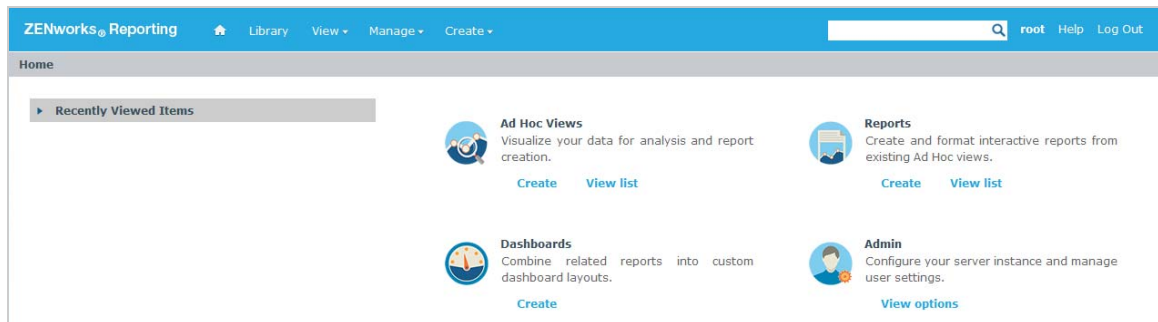 ZENworks® Reporting Library View Manage Create root Help Log Out
Home
Recently Viewed Items
Ad Hoc Views
Visualize your data for analysis and report
creation.
Create View list
Reports
Create and format interactive reports from
existing Ad Hoc views.
Create View list
Dashboards
Combine related reports into custom
dashboard layouts.
Create
Admin
Configure your server instance and manage
user settings.
View options